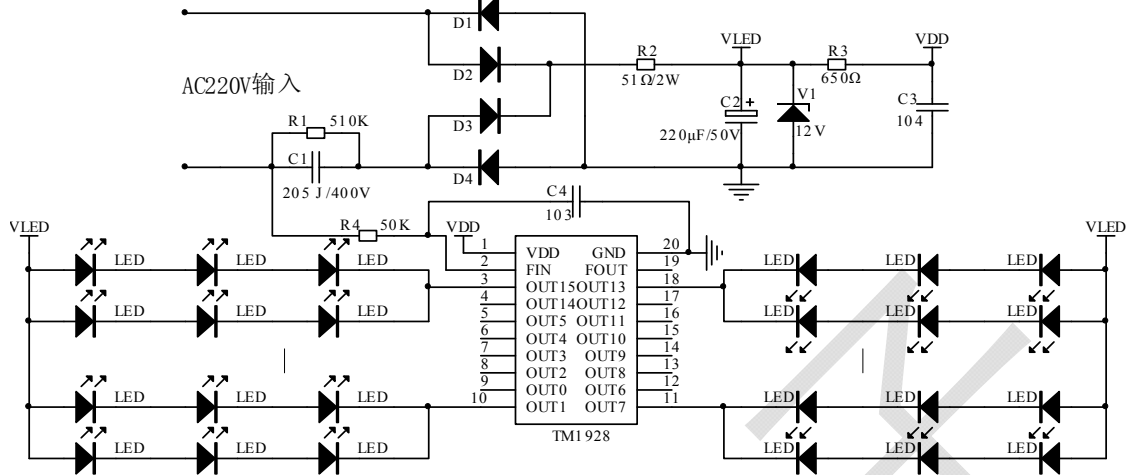 D1
D2
AC220V输入
R2
51Ω/2W
VLED
R3
650Ω
VDD
C2
+
220μF/50V
V1
12V
C3
104
D3
R1 510K
C1
205J/400V
D4
C4
103
R4 50K
VDD
VLED
VLED
LED LED LED
1 VDD GND 20
LED LED LED
2 FIN FOUT 19
3 OUT15 OUT13 18
LED LED LED
4 OUT14 OUT12 17
LED LED LED
5 OUT5 OUT11 16
6 OUT4 OUT10 15
7 OUT3 OUT9 14
8 OUT2 OUT8 13
9 OUT0 OUT6 12
LED LED LED
10 OUT1 OUT7 11
LED LED LED
TM1928
LED LED LED
LED LED LED